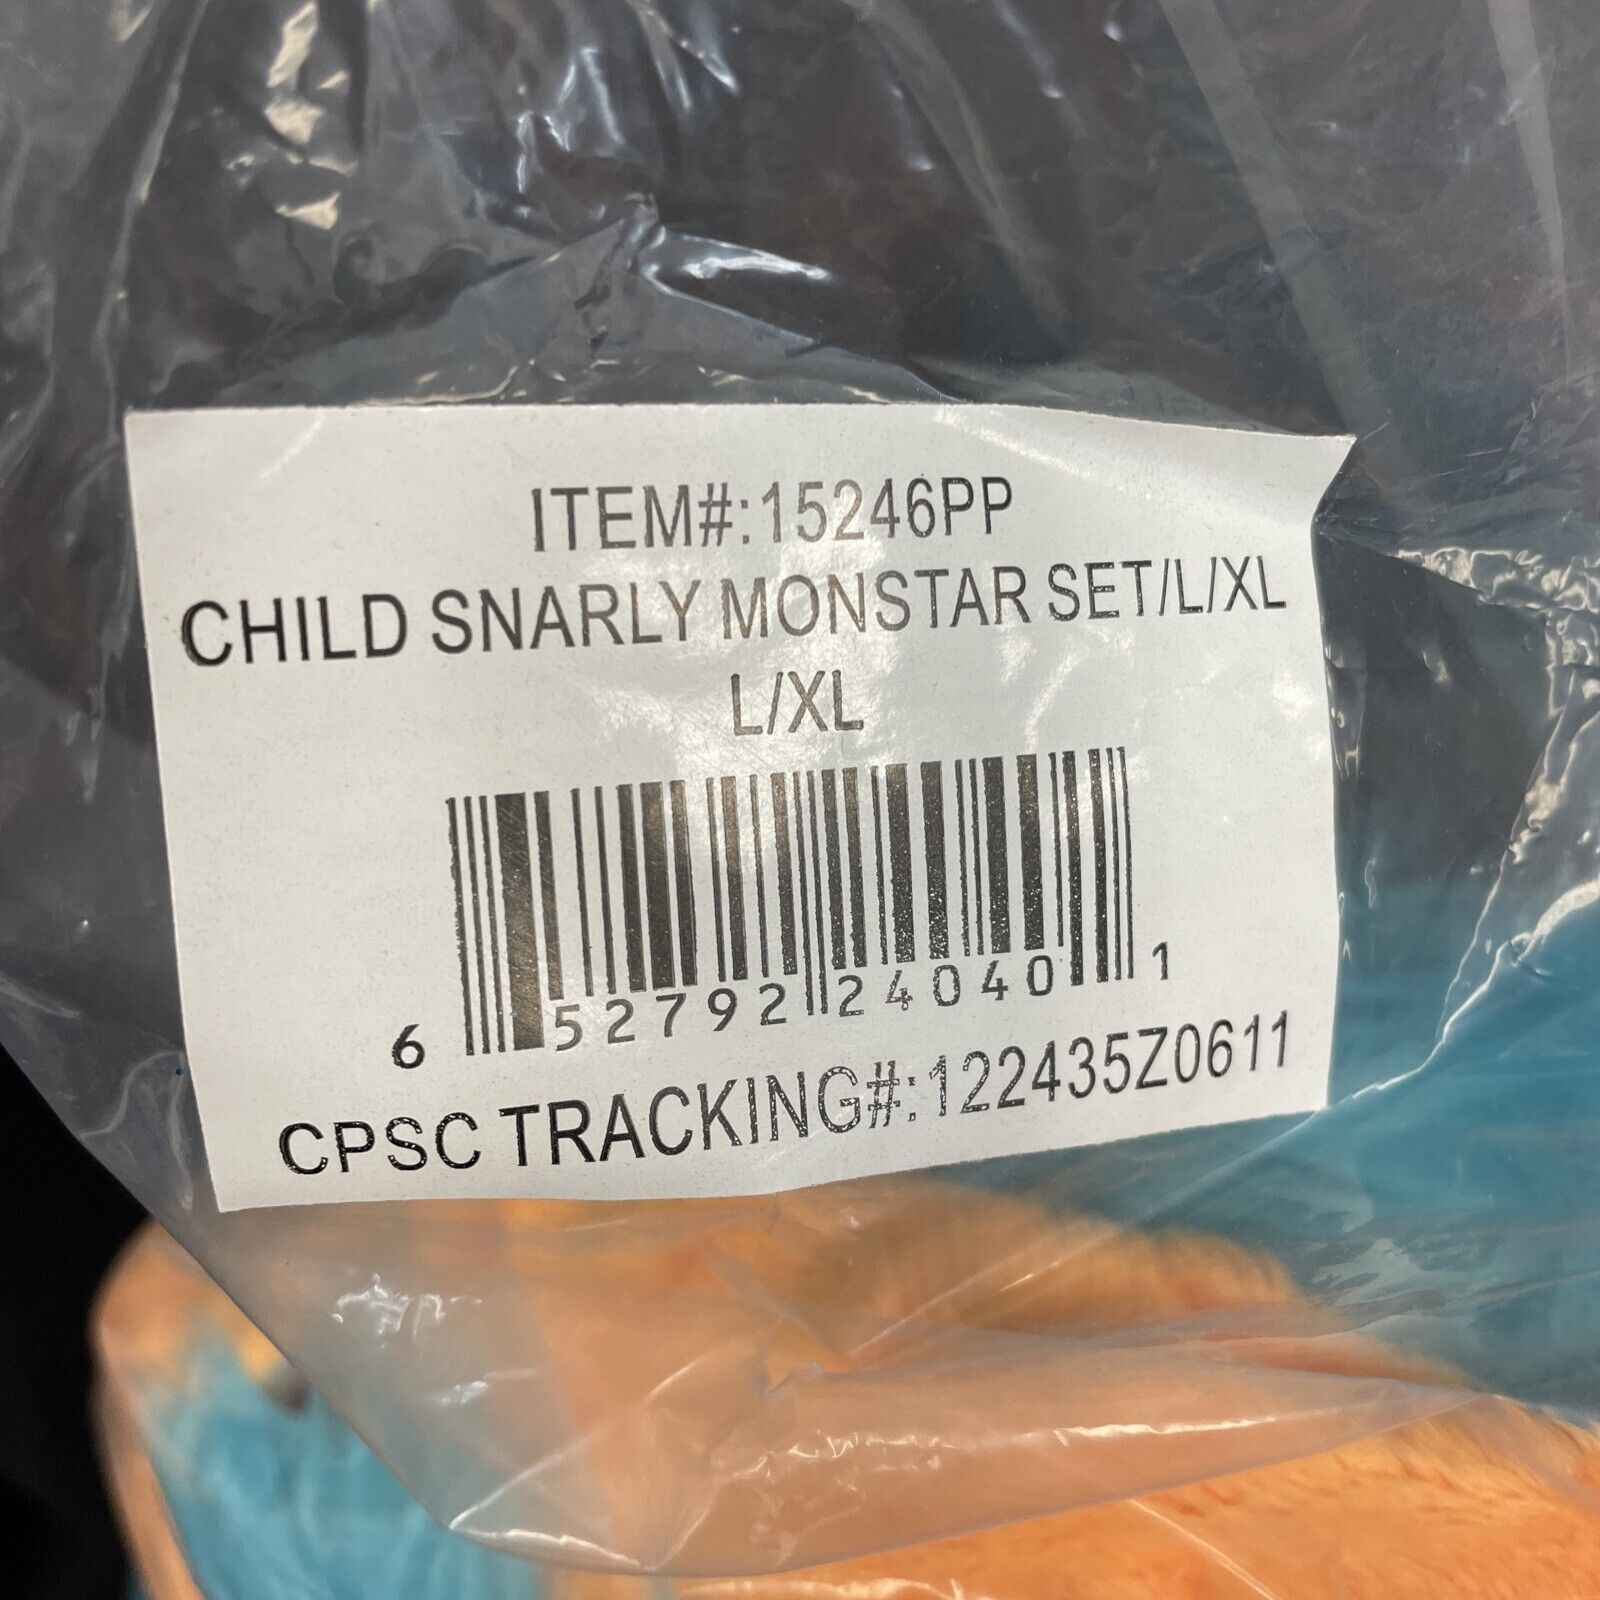 ITEM#:15246PP
CHILD SNARLY MONSTAR SET/L/XL
L/XL
6 52792 24040 1
CPSC TRACKING#:122435Z0611